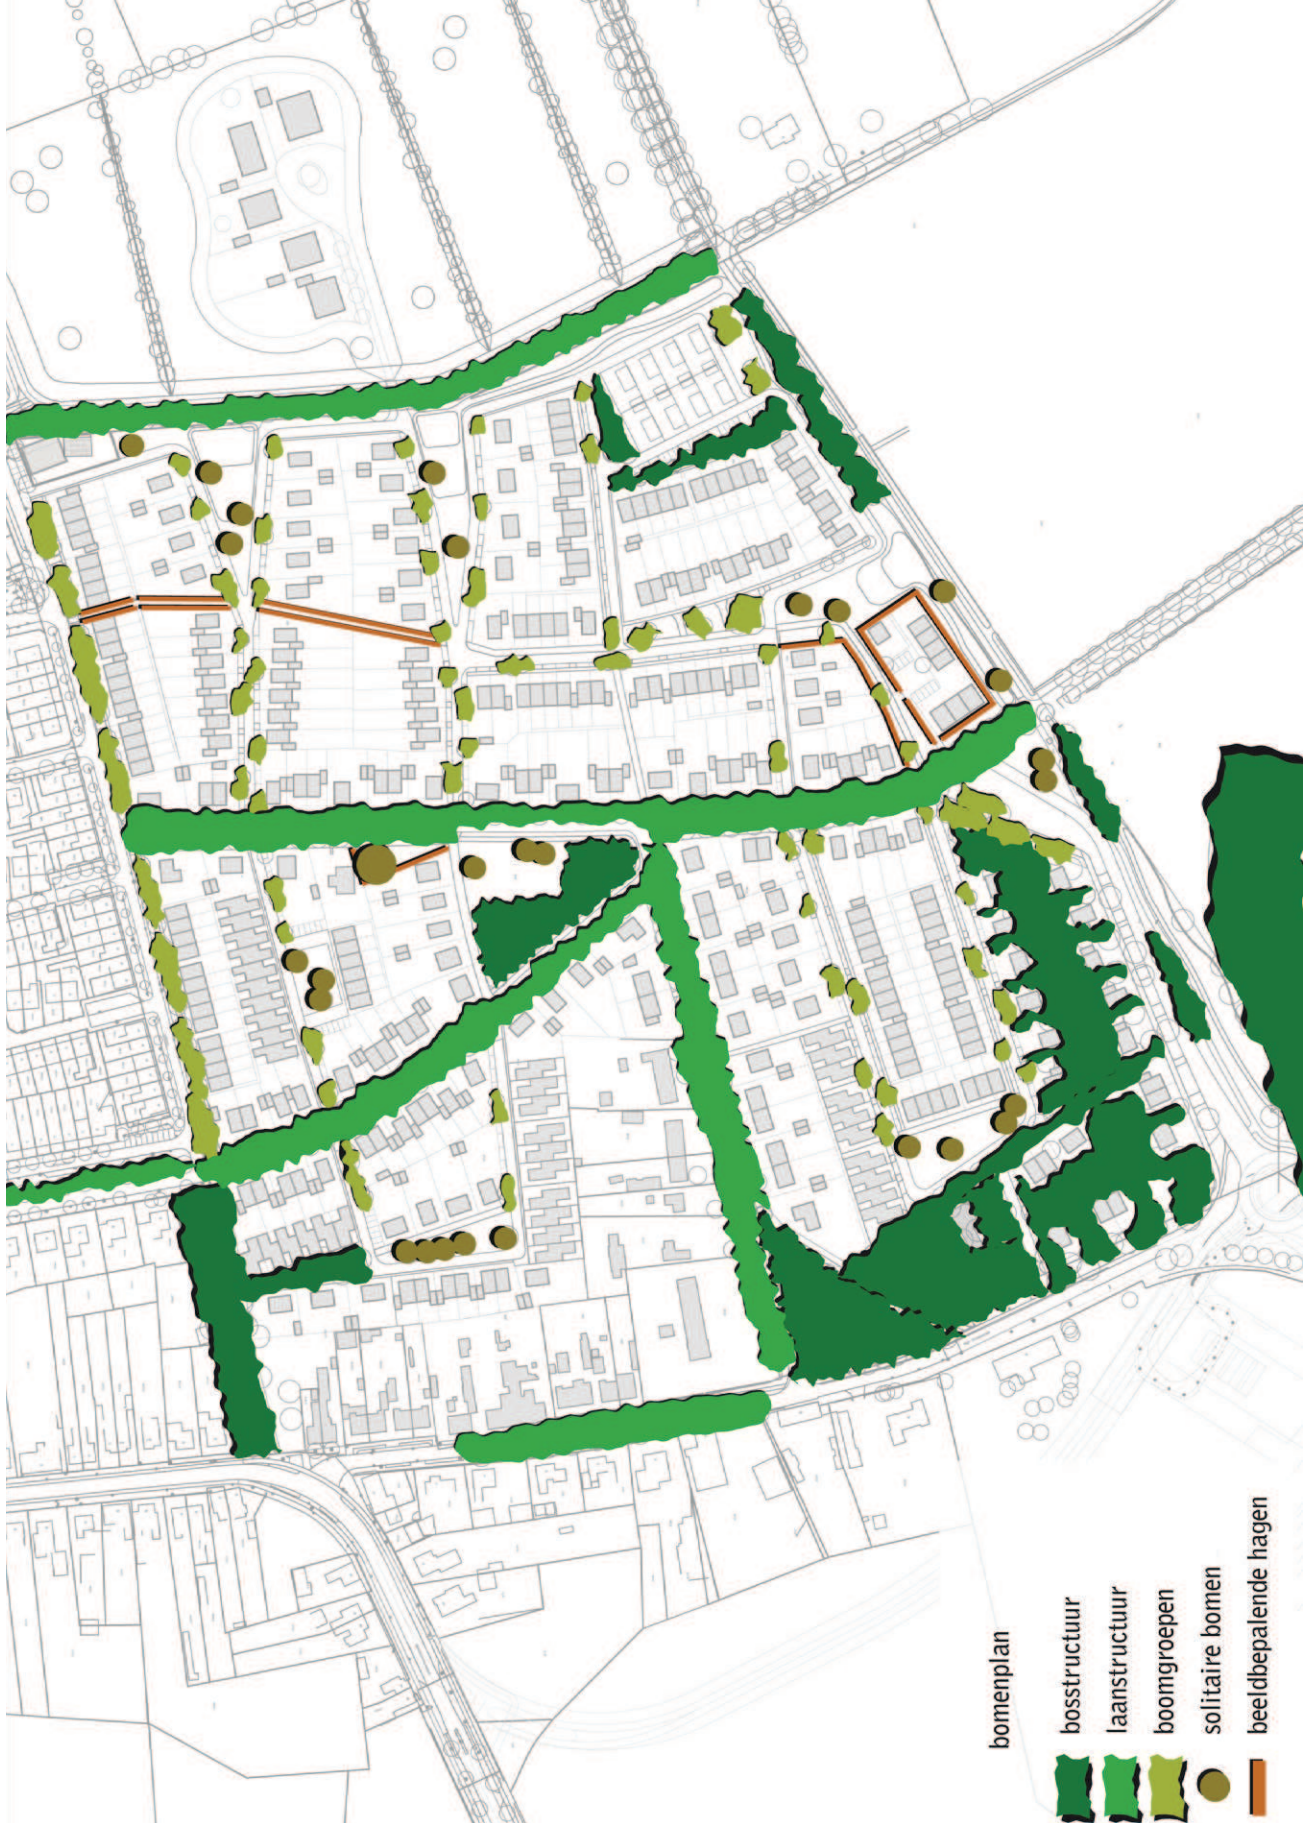 bomenplan
bosstructuur
laanstructuur
boomgroepen
solitaire bomen
beeldbepalende hagen